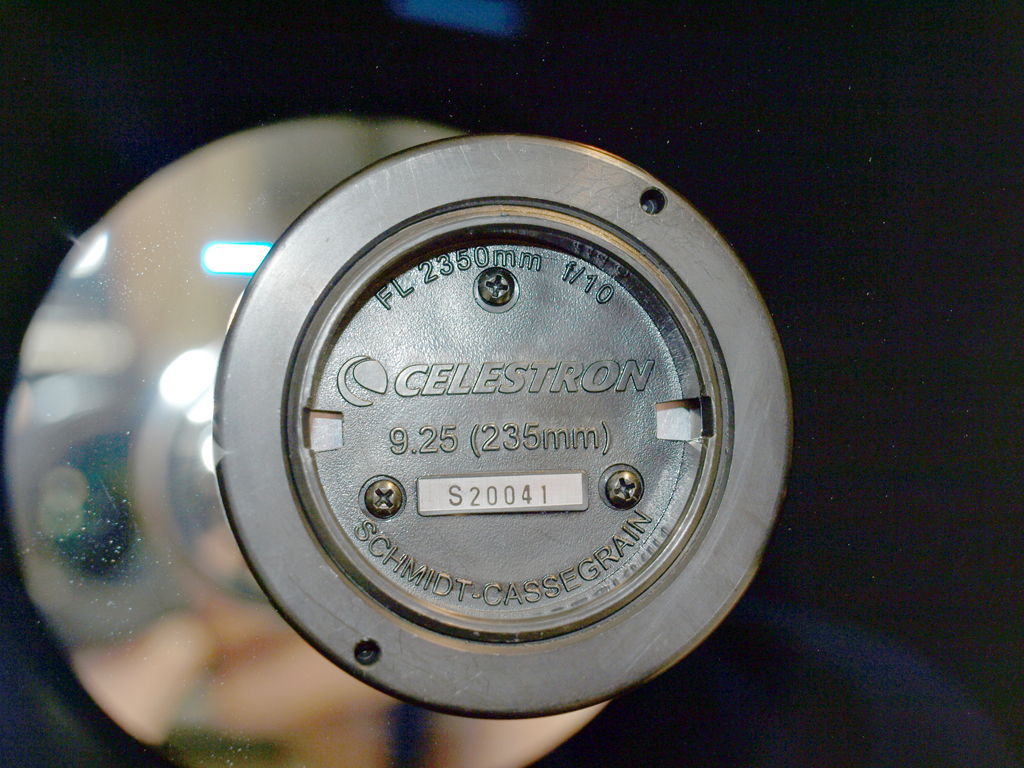 FL 2350mm f/10
CELESTRON
9.25 (235mm)
S20041
SCHMIDT-CASSEGRAIN